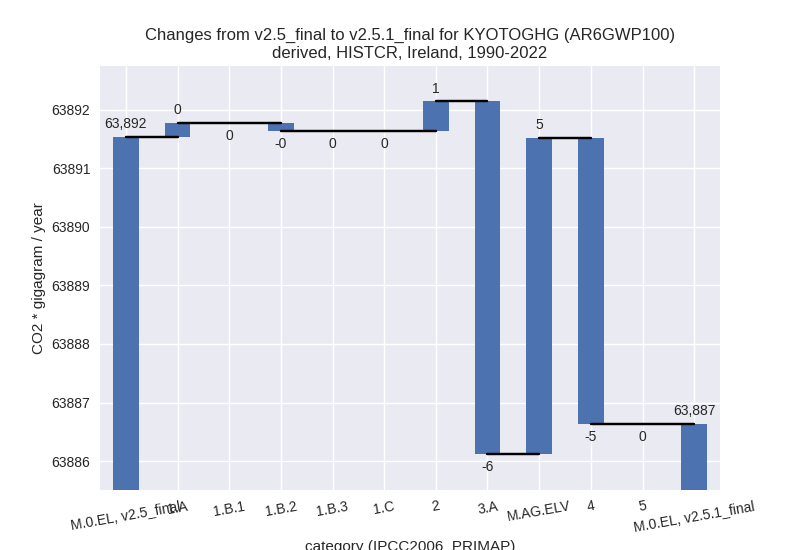 Changes from v2.5_final to v2.5.1_final for KYOTOGHG (AR6GWP100)
derived, HISTCR, Ireland, 1990-2022
CO2 * gigagram / year
63892
63891
63890
63889
63888
63887
63886
63,892
0
0
-0
0
0
1
-6
5
-5
0
63,887
M.0.EL, v2.5_final
1.A
1.B.1
1.B.2
1.B.3
1.C
2
3.A
M.AG.ELV
4
5
M.0.EL, v2.5.1_final
category (IPCC2006_PRIMAP)